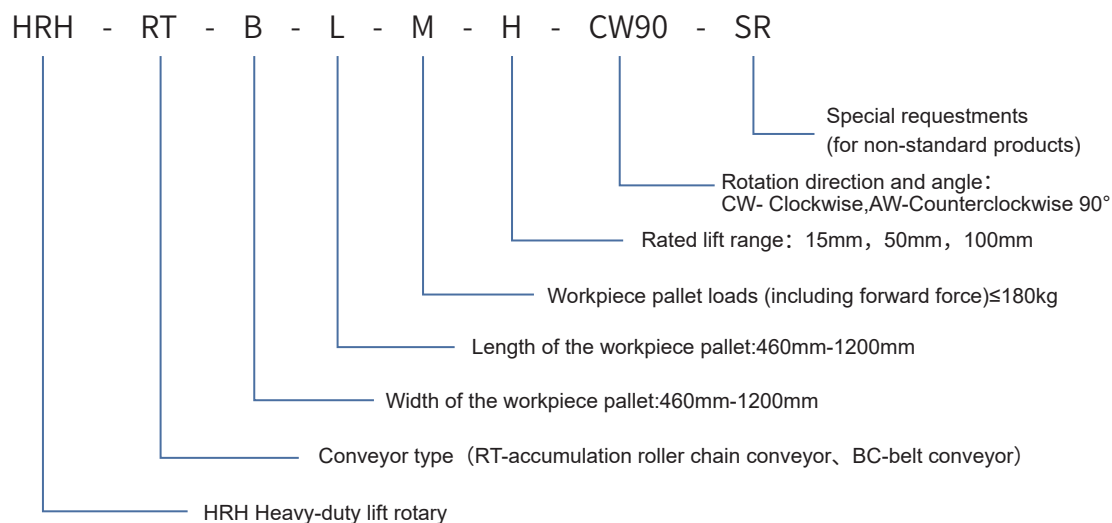 HRH - RT - B - L - M - H - CW90 - SR
Special requestments
(for non-standard products)
Rotation direction and angle：
CW- Clockwise,AW-Counterclockwise 90°
Rated lift range：15mm，50mm，100mm
Workpiece pallet loads (including forward force)≤180kg
Length of the workpiece pallet:460mm-1200mm
Width of the workpiece pallet:460mm-1200mm
Conveyor type（RT-accumulation roller chain conveyor、BC-belt conveyor）
HRH Heavy-duty lift rotary